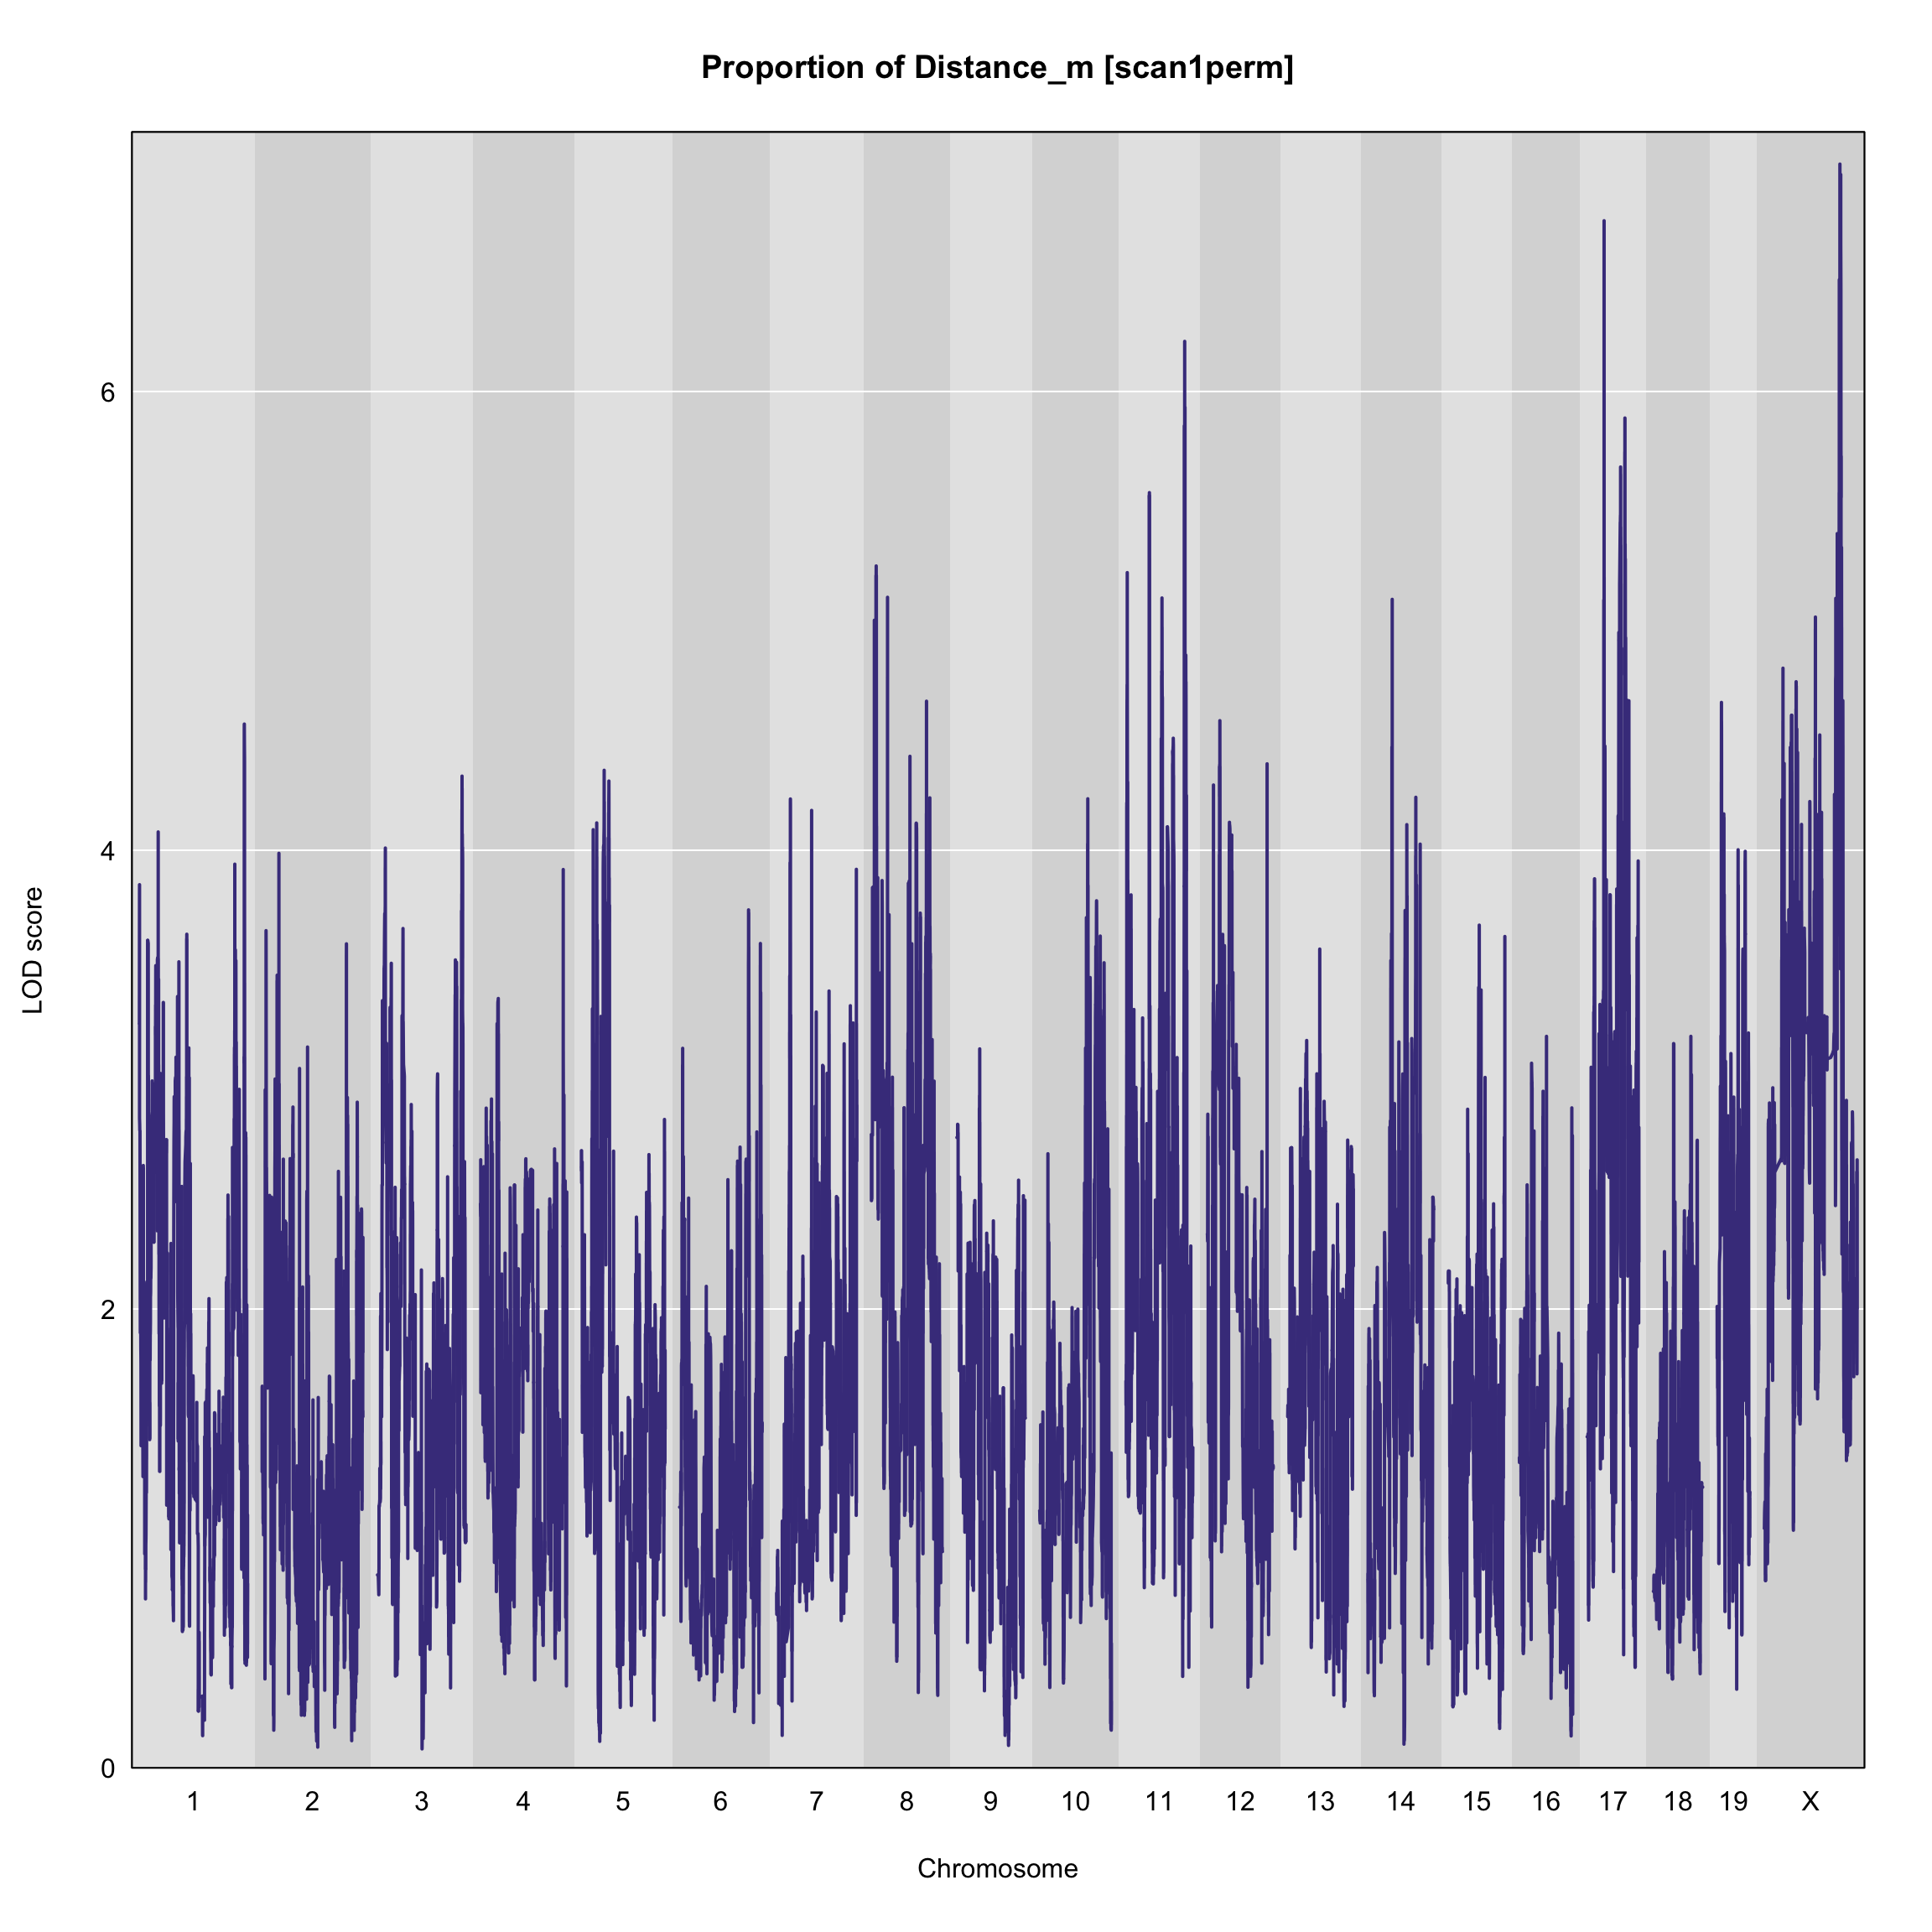 Proportion of Distance_m [scan1perm]
6
4
2
0
LOD score
1 2 3 4 5 6 7 8 9 10 11 12 13 14 15 16 17 18 19 X
Chromosome